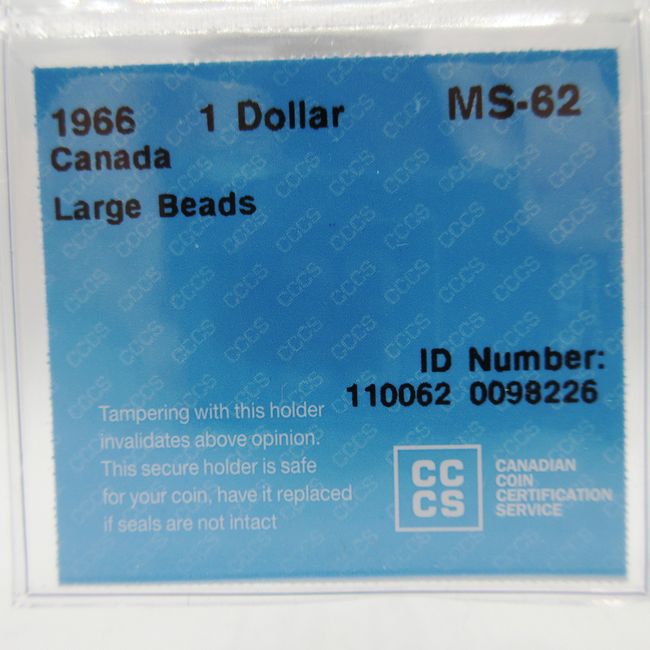 1966 1 Dollar MS-62
Canada
Large Beads
ID Number:
110062 0098226
Tampering with this holder
invalidates above opinion.
This secure holder is safe
for your coin, have it replaced
if seals are not intact
CC
CS
CANADIAN
COIN
CERTIFICATION
SERVICE